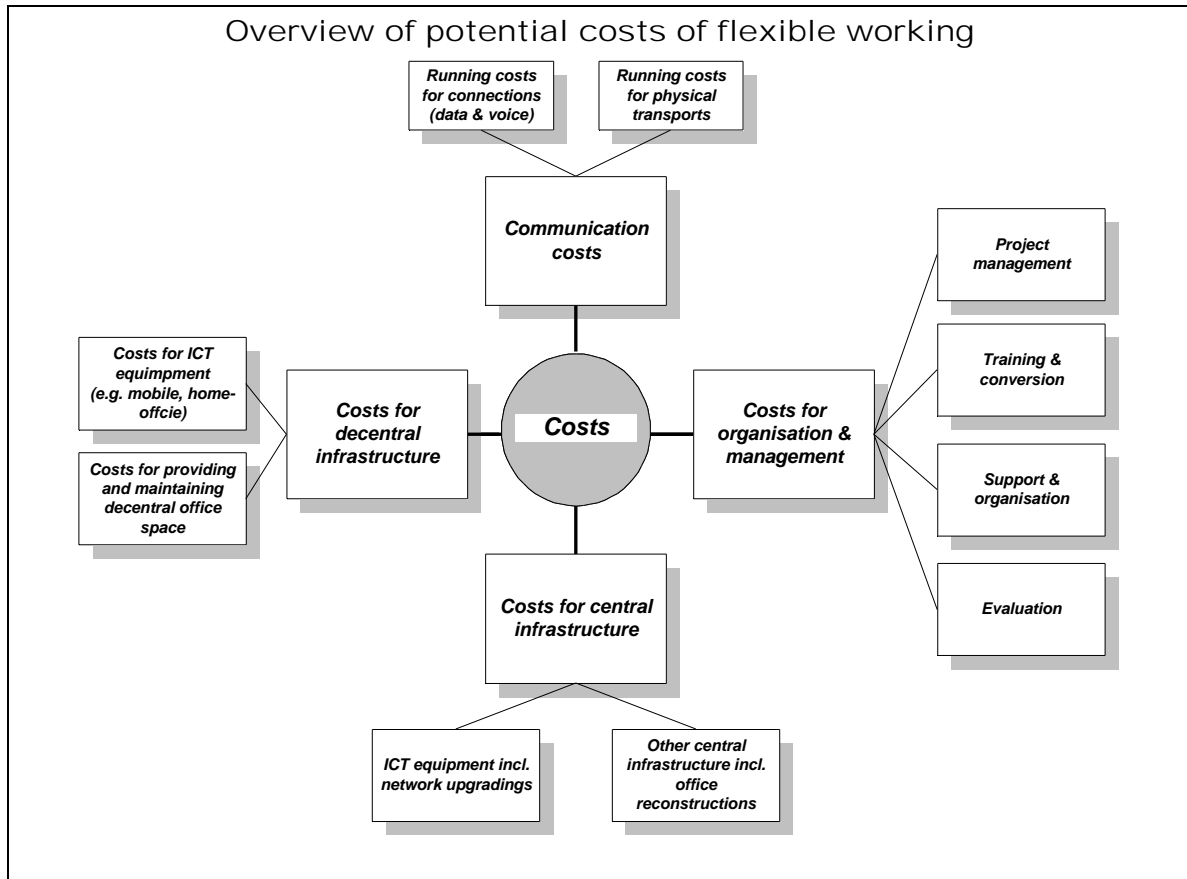 Overview of potential costs of flexible working
Running costs
for connections
(data & voice)
Running costs
for physical
transports
Communication
costs
Project
management
Costs for ICT
equimpment
(e.g. mobile, home-
offcie)
Training &
conversion
Costs for
decentral
infrastructure
Costs
Costs for
organisation &
management
Costs for providing
and maintaining
decentral office
space
Support &
organisation
Costs for central
infrastructure
Evaluation
ICT equipment incl.
network upgradings
Other central
infrastructure incl.
office
reconstructions